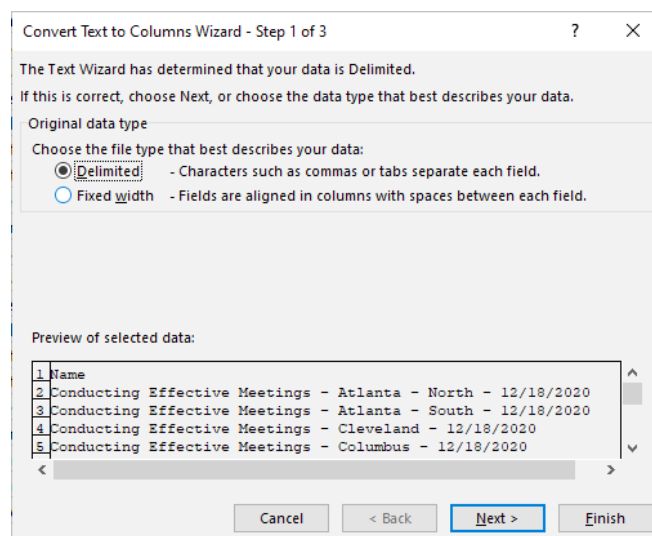 Convert Text to Columns Wizard - Step 1 of 3 ?
The Text Wizard has determined that your data is Delimited.
If this is correct, choose Next, or choose the data type that best describes your data.
Original data type
Choose the file type that best describes your data:
Delimited - Characters such as commas or tabs separate each field.
Fixed width - Fields are aligned in columns with spaces between each field.
Preview of selected data:
1 Name
2 Conducting Effective Meetings - Atlanta - North - 12/18/2020
3 Conducting Effective Meetings - Atlanta - South - 12/18/2020
4 Conducting Effective Meetings - Cleveland - 12/18/2020
5 Conducting Effective Meetings - Columbus - 12/18/2020
Cancel < Back Next > Finish